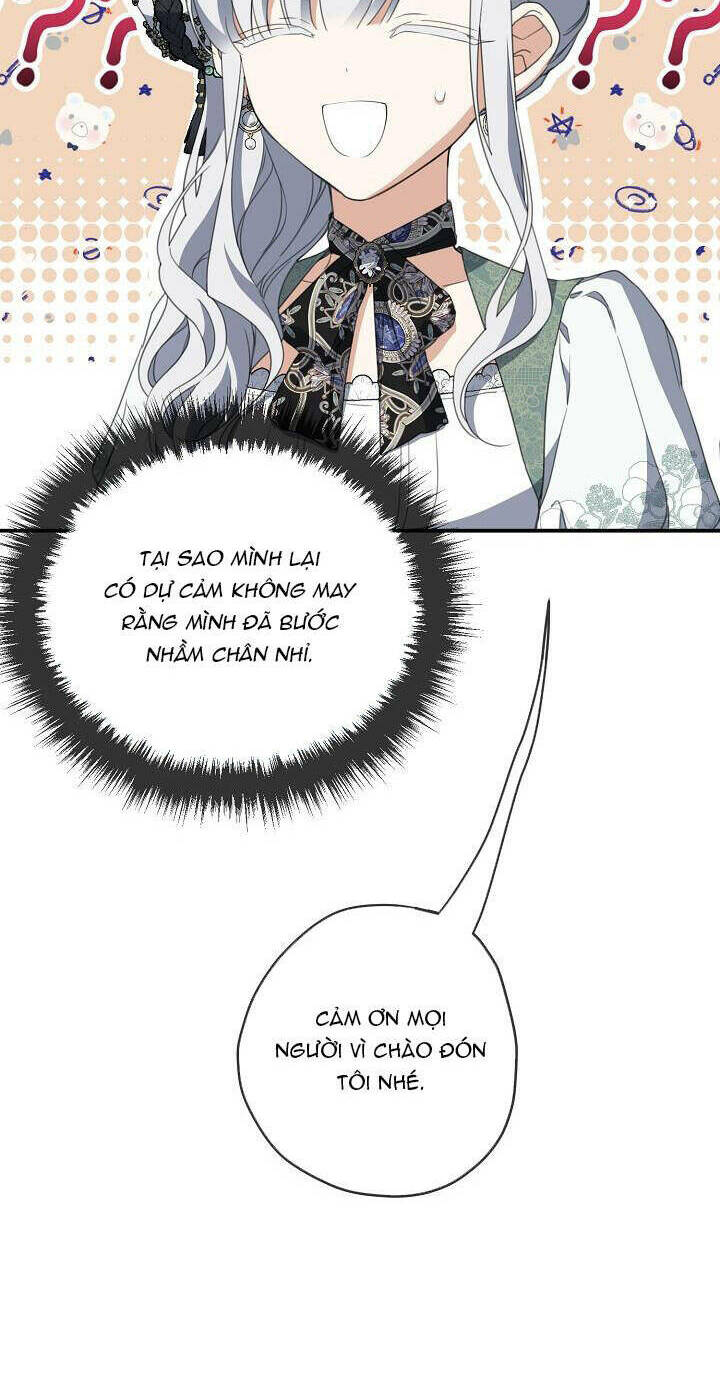 ? ? ? ?
TẠI SAO MÌNH LẠI
CÓ DỰ CẢM KHÔNG MAY
RẰNG MÌNH ĐÃ BƯỚC
NHẦM CHÂN NHỈ.
CẢM ƠN MỌI
NGƯỜI VÌ CHÀO ĐÓN
TÔI NHÉ.